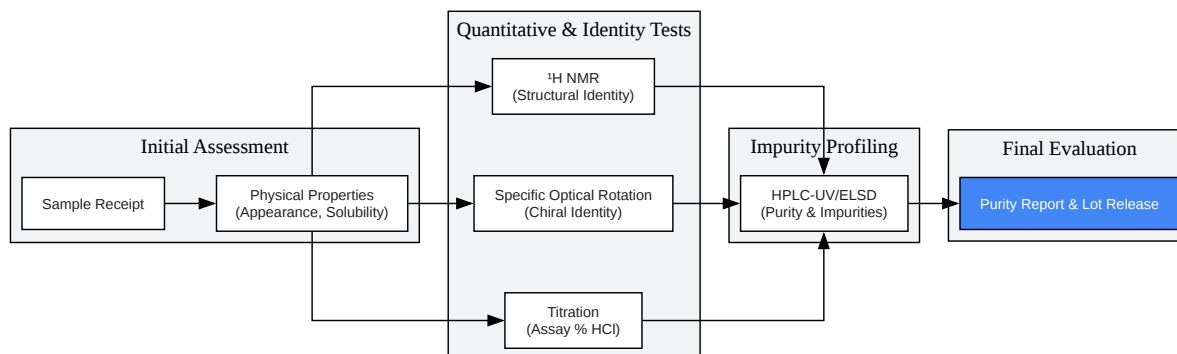 Quantitative & Identity Tests
¹H NMR
(Structural Identity)
Initial Assessment
Sample Receipt
Physical Properties
(Appearance, Solubility)
Specific Optical Rotation
(Chiral Identity)
Titration
(Assay % HCl)
Impurity Profiling
HPLC-UV/ELSD
(Purity & Impurities)
Final Evaluation
Purity Report & Lot Release